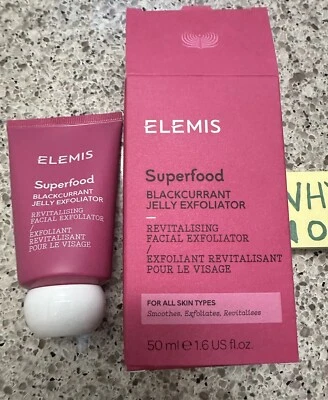 ELEMIS
Superfood
BLACKCURRANT
JELLY EXFOLIATOR
REVITALISING
FACIAL EXFOLIATOR
/
EXFOLIANT
REVITALISANT
POUR LE VISAGE
ELEMIS
Superfood
BLACKCURRANT
JELLY EXFOLIATOR
REVITALISING
FACIAL EXFOLIATOR
/
EXFOLIANT REVITALISANT
POUR LE VISAGE
FOR ALL SKIN TYPES
Smoothes, Exfoliates, Revitalises
50 ml e 1.6 US fl.oz.